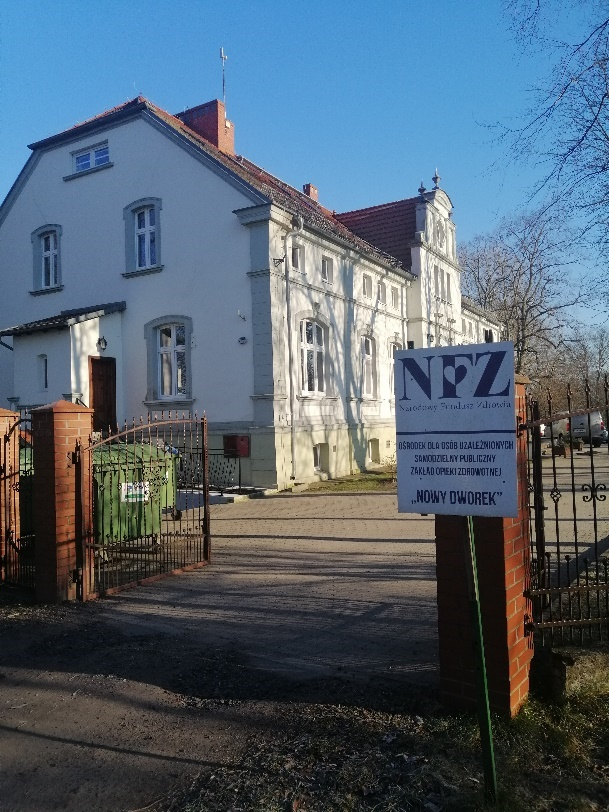 NFZ
Narodowy Fundusz Zdrowia
OŚRODEK DLA OSÓB UZALEŻNIONYCH
SAMODZIELNY PUBLICZNY
ZAKŁAD OPIEKI ZDROWOTNEJ
„NOWY DWOREK"